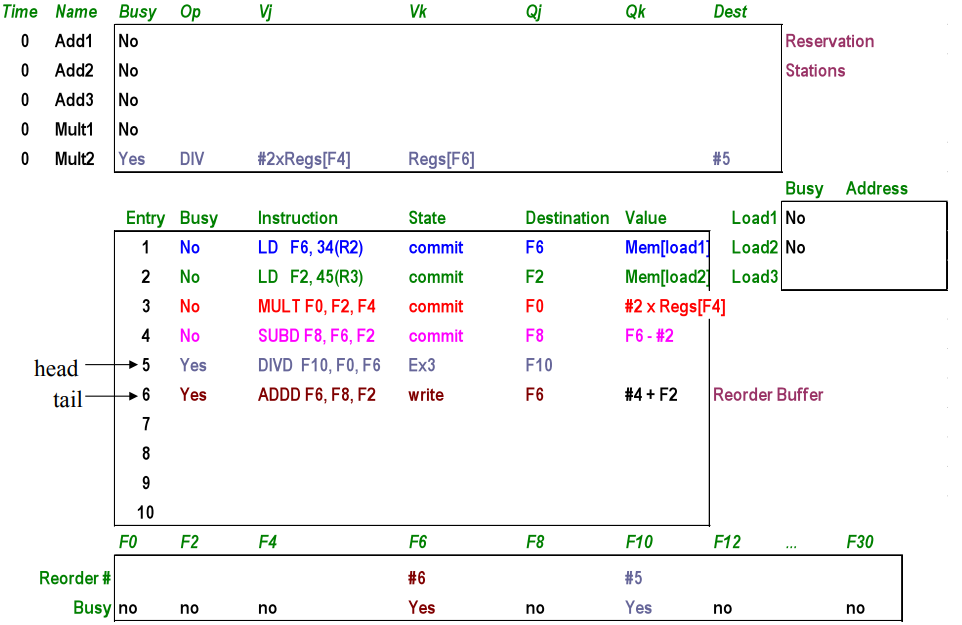 Time Name Busy Op Vj Vk Qj Qk Dest
0 Add1 No Reservation
0 Add2 No Stations
0 Add3 No
0 Mult1 No
0 Mult2 Yes DIV #2xRegs[F4] Regs[F6] #5
Busy Address
Entry Busy Instruction State Destination Value Load1 No
1 No LD F6, 34(R2) commit F6 Mem[load1] Load2 No
2 No LD F2, 45(R3) commit F2 Mem[load2] Load3
3 No MULT F0, F2, F4 commit F0 #2 x Regs[F4]
4 No SUBD F8, F6, F2 commit F8 F6 - #2
head 5 Yes DIVD F10, F0, F6 Ex3 F10
tail 6 Yes ADDD F6, F8, F2 write F6 #4 + F2 Reorder Buffer
7
8
9
10
F0 F2 F4 F6 F8 F10 F12 ... F30
Reorder # #6 #5
Busy no no no Yes no Yes no no